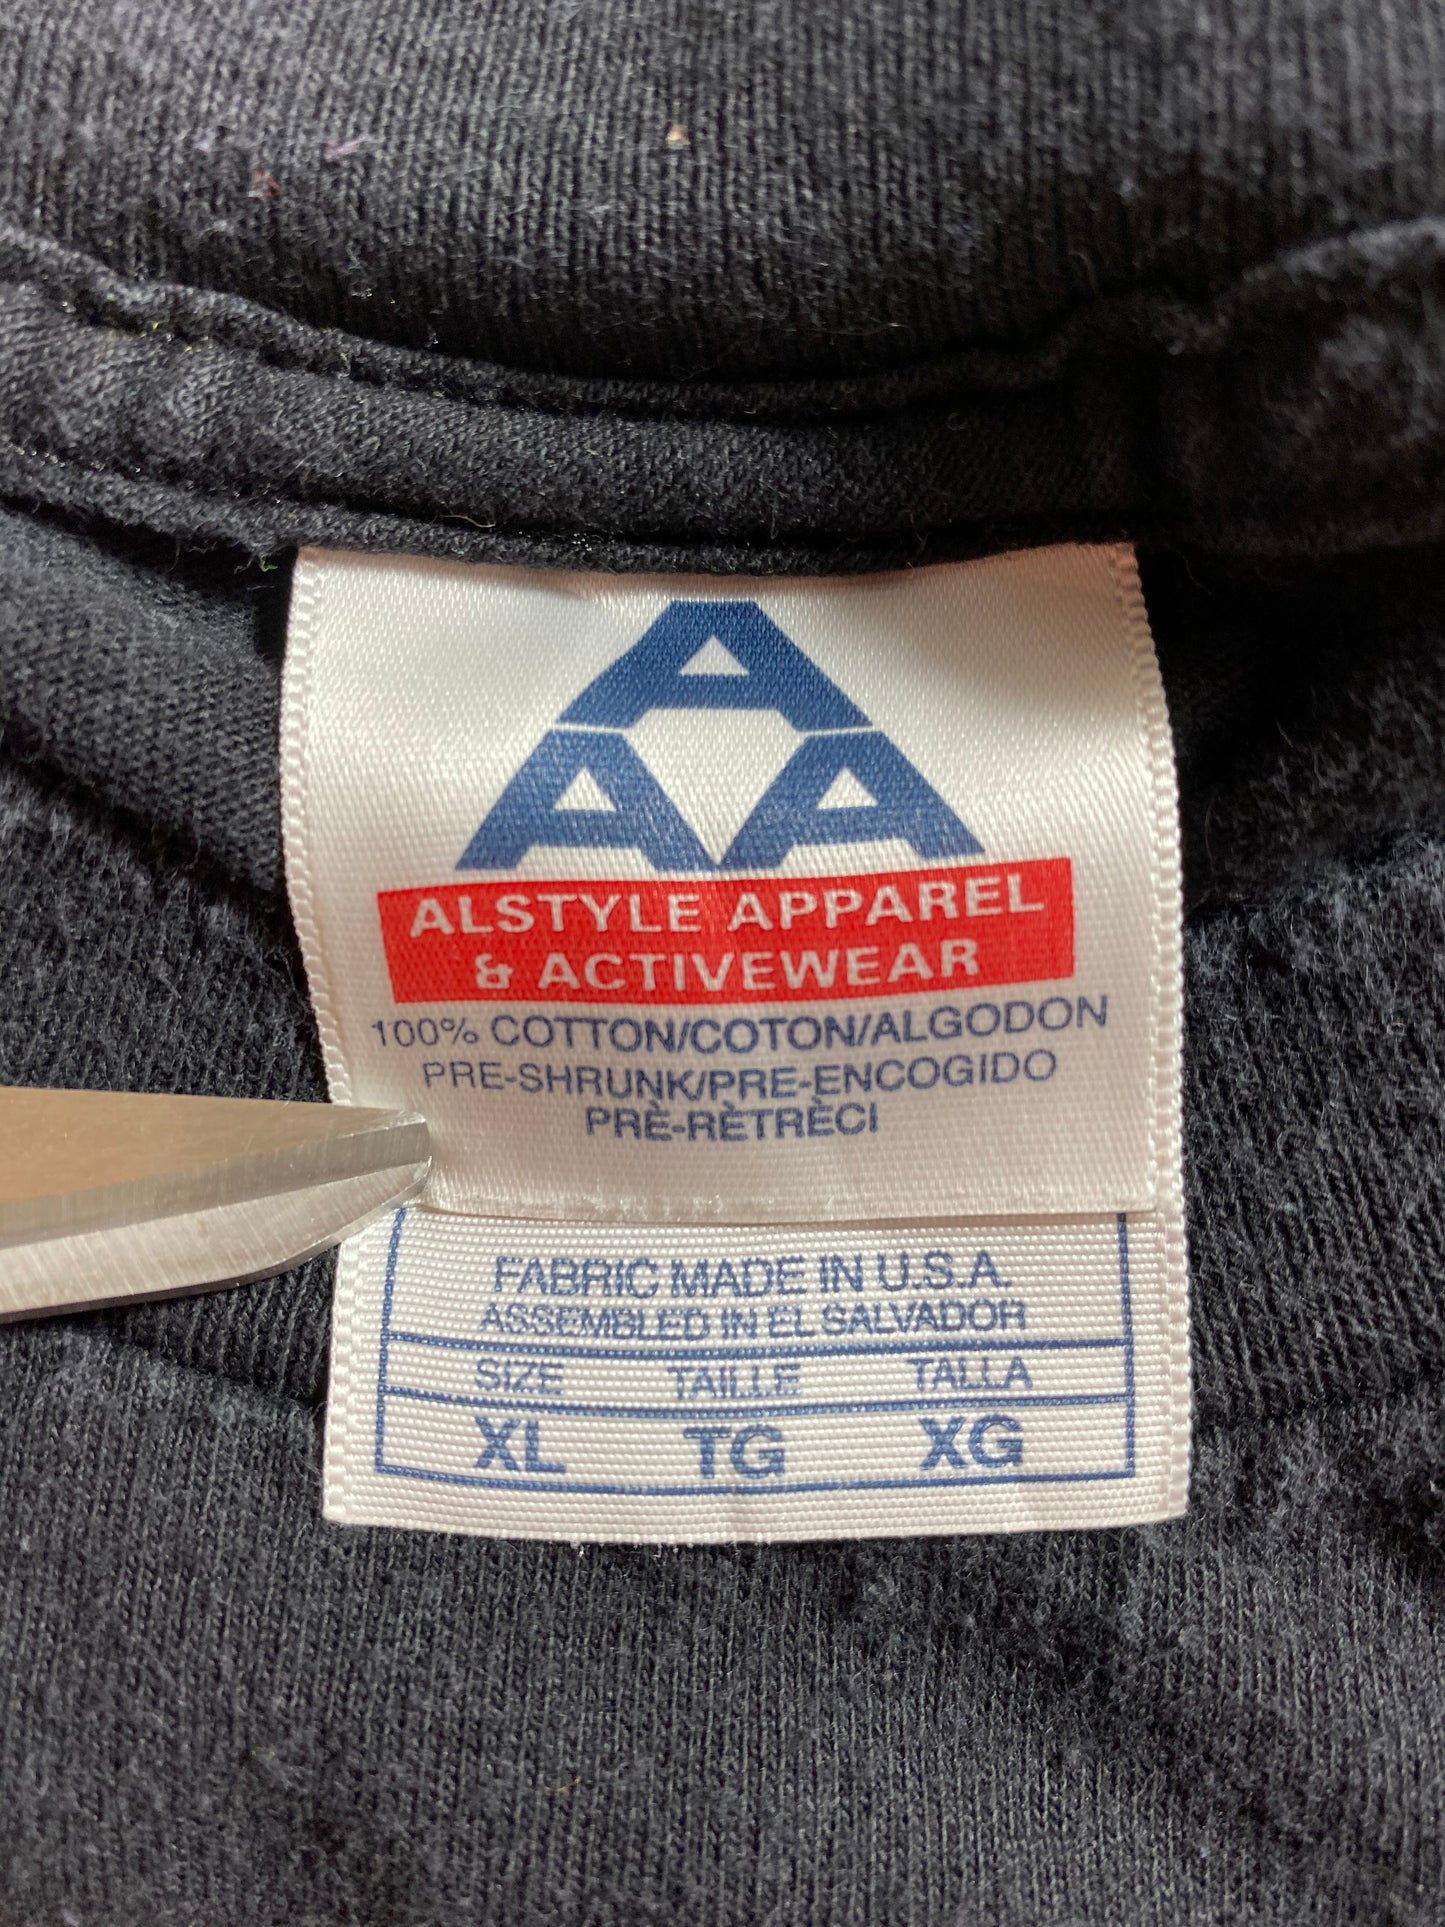 A
A A
ALSTYLE APPAREL
& ACTIVEWEAR
100% COTTON/COTON/ALGODON
PRE-SHRUNK/PRE-ENCOGIDO
PRÈ-RÈTRÈCI
FABRIC MADE IN U.S.A.
ASSEMBLED IN EL SALVADOR
SIZE TAILLE TALLA
XL TG XG